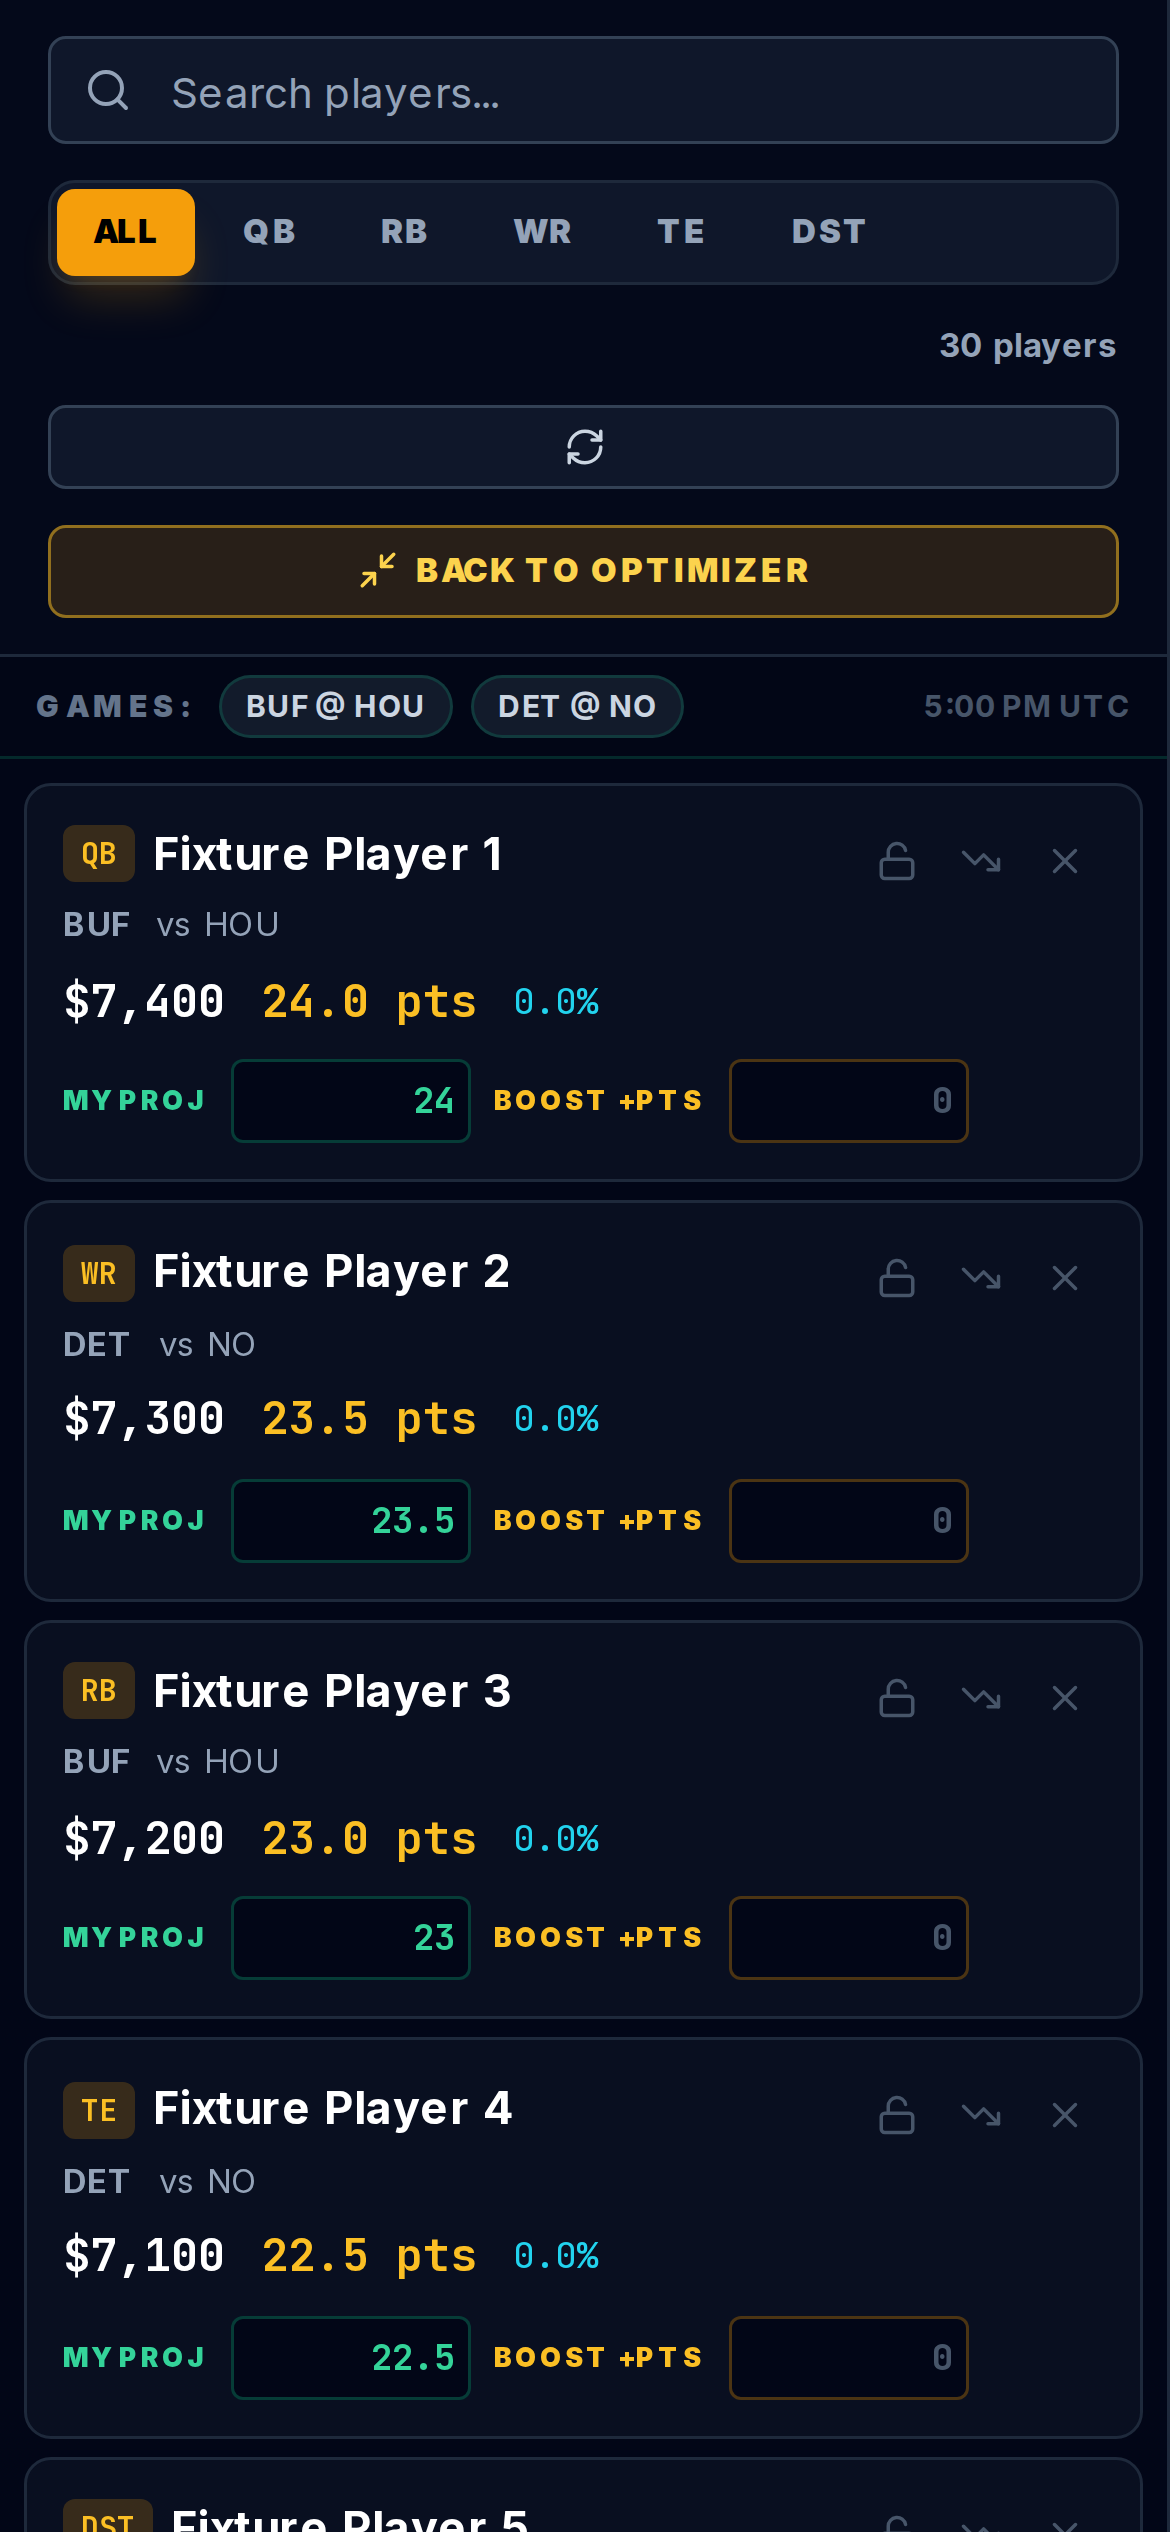 Search players...
ALL QB RB WR TE DST
30 players
BACK TO OPTIMIZER
GAMES: BUF @ HOU DET @ NO 5:00 PM UTC
QB Fixture Player 1
BUF vs HOU
$7,400 24.0 pts 0.0%
MY PROJ 24 BOOST +PTS 0
WR Fixture Player 2
DET vs NO
$7,300 23.5 pts 0.0%
MY PROJ 23.5 BOOST +PTS 0
RB Fixture Player 3
BUF vs HOU
$7,200 23.0 pts 0.0%
MY PROJ 23 BOOST +PTS 0
TE Fixture Player 4
DET vs NO
$7,100 22.5 pts 0.0%
MY PROJ 22.5 BOOST +PTS 0
DST Fixture Player 5